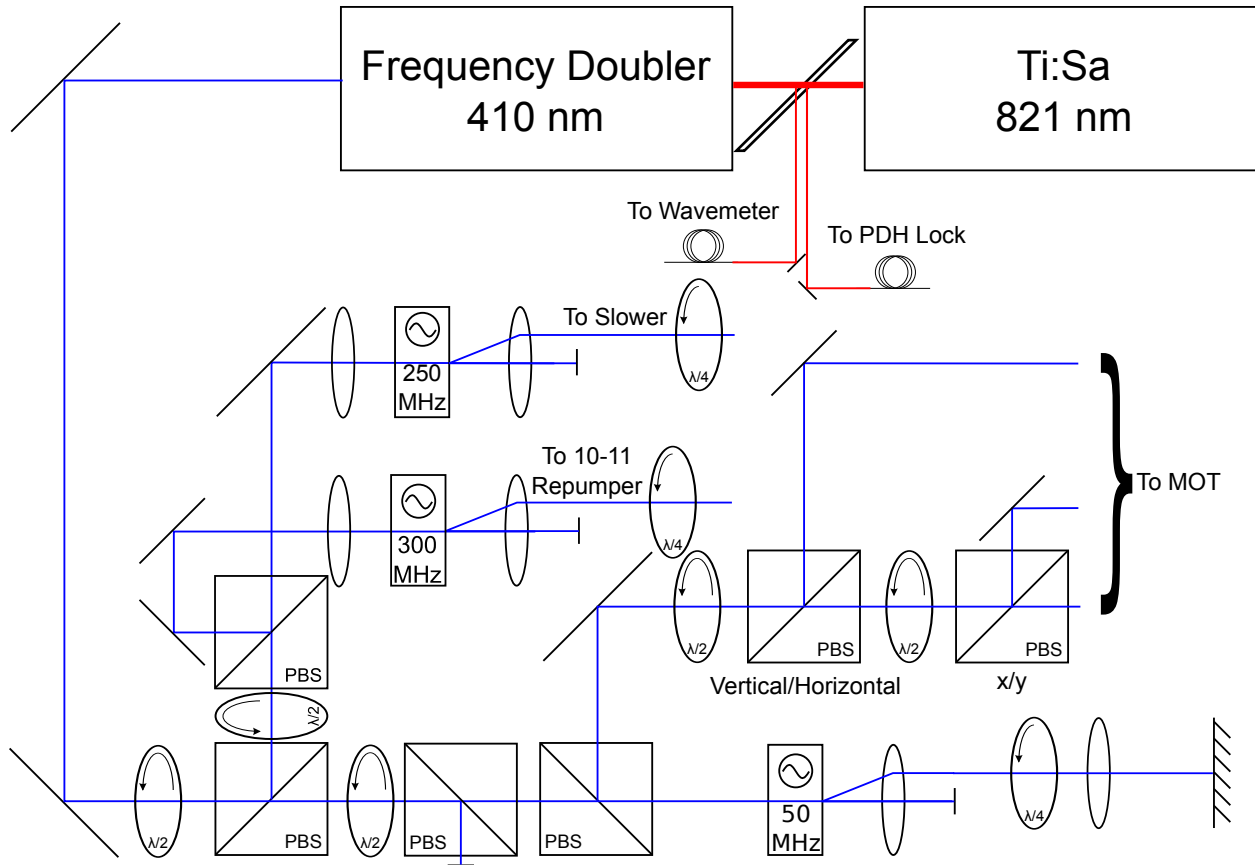 Frequency Doubler
410 nm
Ti:Sa
821 nm
To Wavemeter
To PDH Lock
To Slower
250
MHz
λ/4
To 10-11
Repumper
300
MHz
λ/4
To MOT
PBS
λ/2
PBS
λ/2
PBS
Vertical/Horizontal
x/y
λ/2
λ/2
PBS
λ/2
PBS
PBS
50
MHz
λ/4